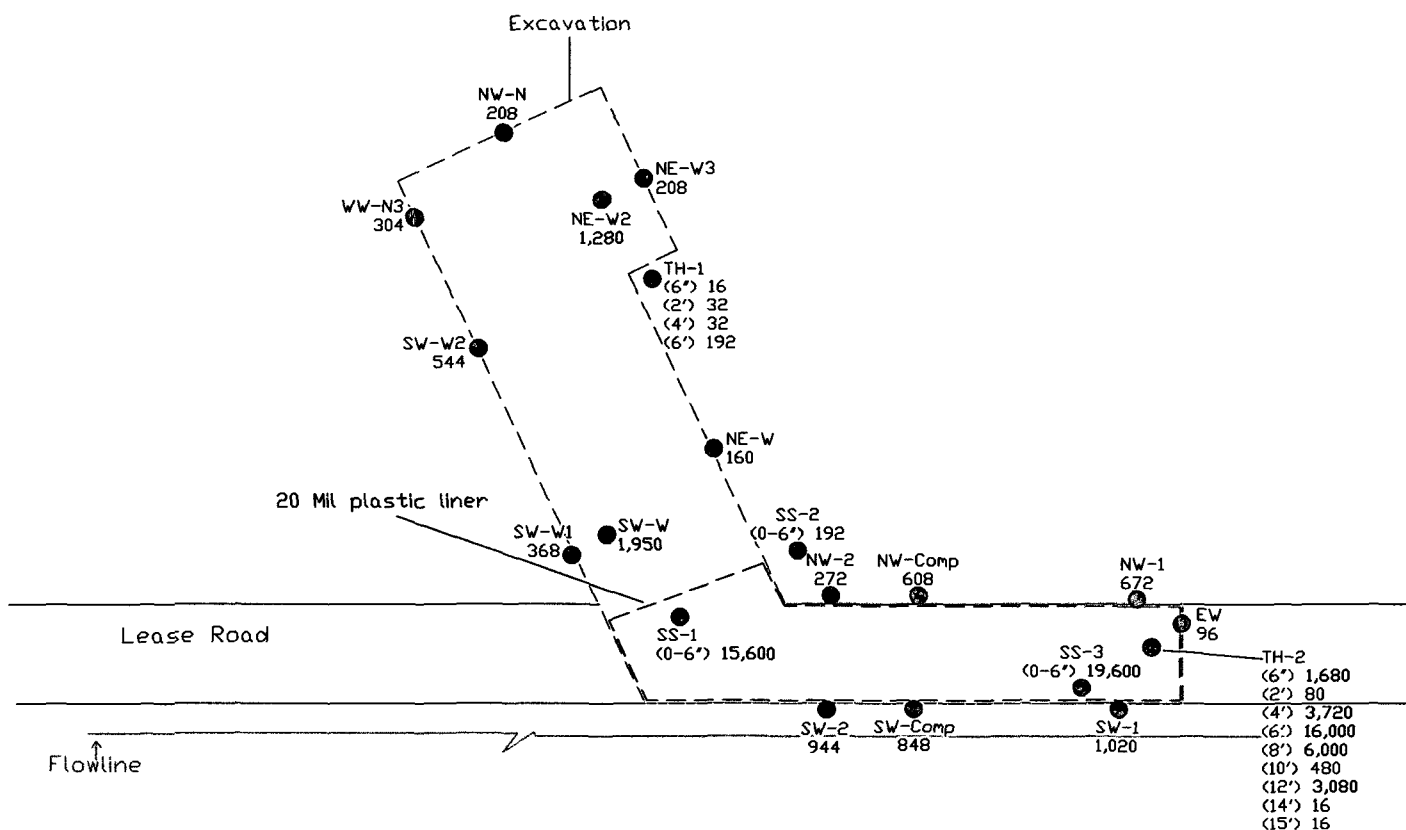 Excavation
NW-N
208
NE-W3
208
WW-N3
304
NE-W2
1,280
TH-1
(6") 16
(2') 32
(4') 32
(6') 192
SW-W2
544
NE-W
160
20 Mil plastic liner
SW-W1
368
SW-W
1,950
SS-2
(0-6") 192
NW-2
272
NW-Comp
608
NW-1
672
EW
96
Lease Road
SS-1
(0-6") 15,600
SS-3
(0-6") 19,600
TH-2
(6") 1,680
(2') 80
(4') 3,720
(6') 16,000
(8') 6,000
(10') 480
(12') 3,080
(14') 16
(15') 16
SW-2
944
SW-Comp
848
SW-1
1,020
Flowline